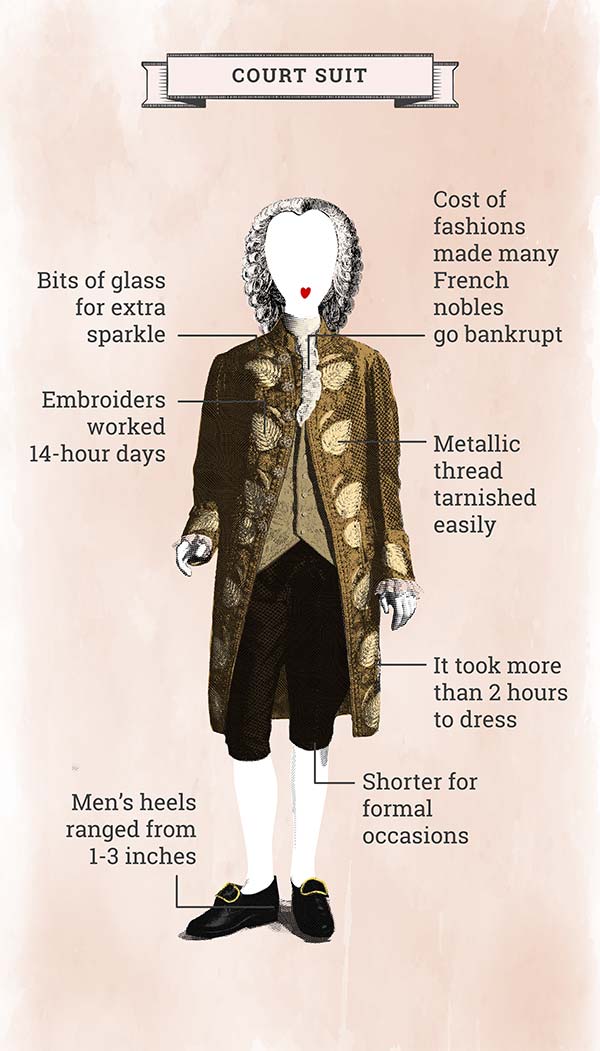 COURT SUIT
Cost of
fashions
made many
French
nobles
go bankrupt
Bits of glass
for extra
sparkle
Embroiders
worked
14-hour days
Metallic
thread
tarnished
easily
It took more
than 2 hours
to dress
Shorter for
formal
occasions
Men’s heels
ranged from
1-3 inches